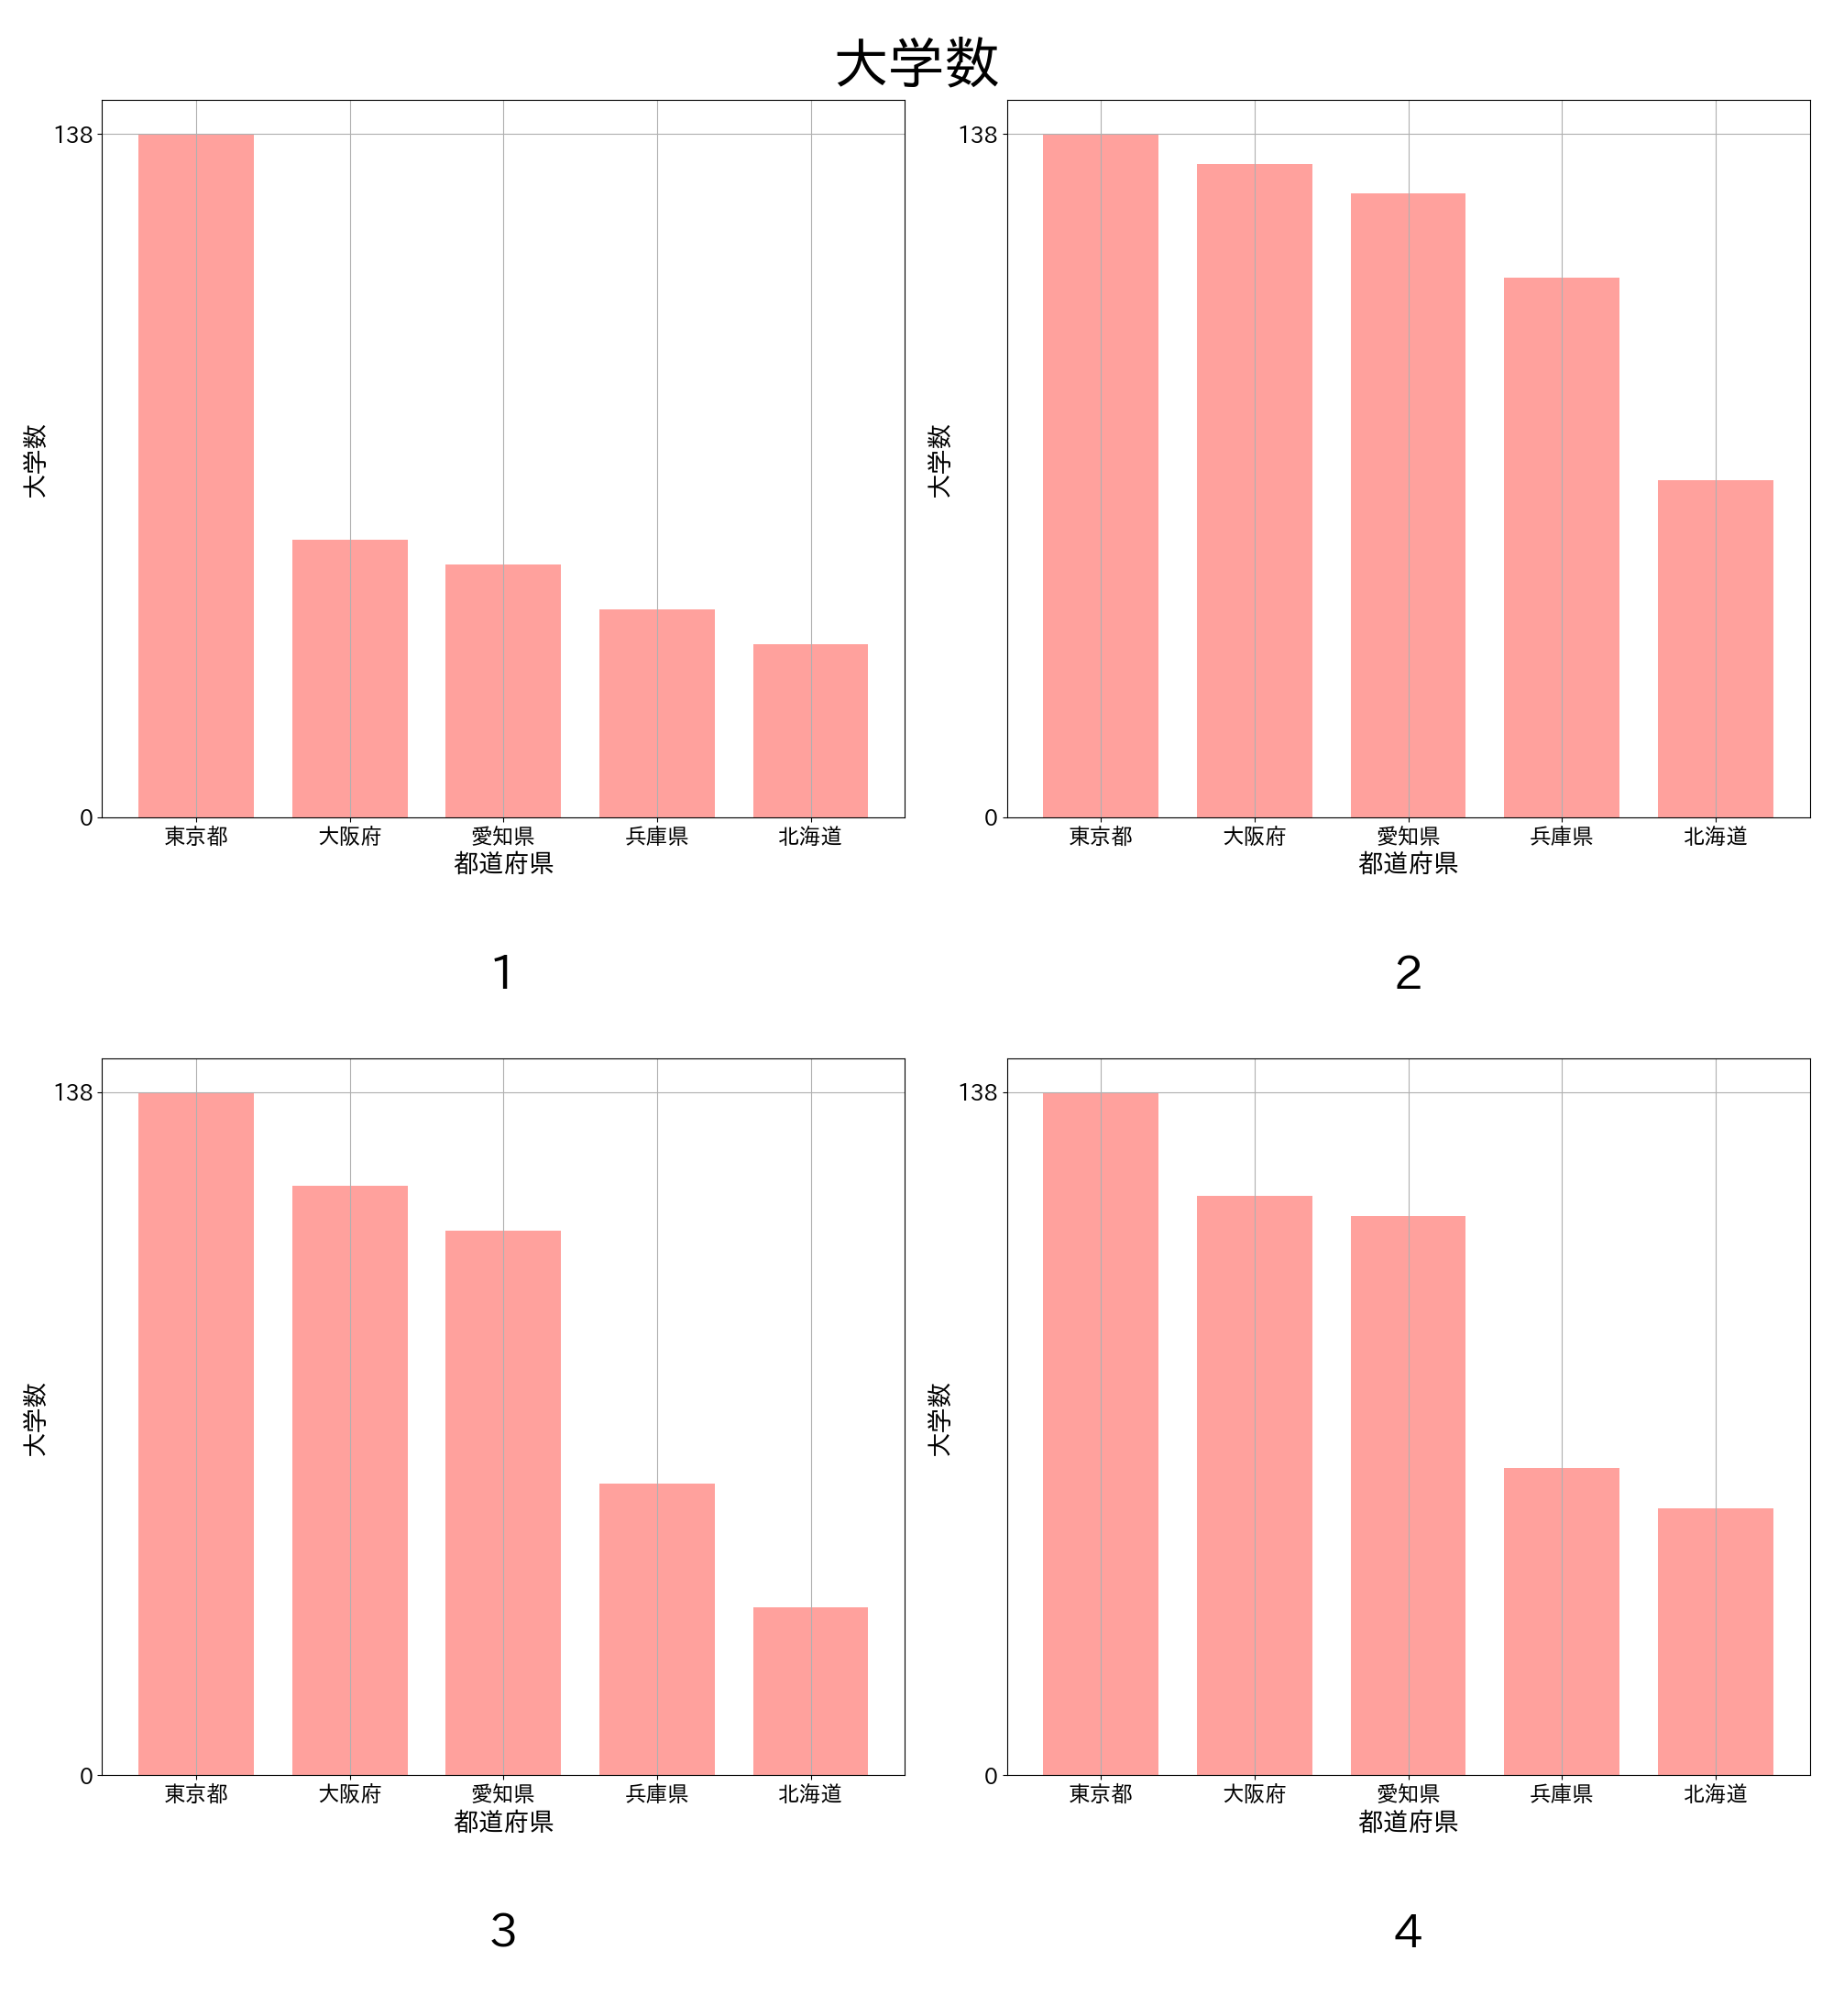 大学数
138
0
大学数
東京都 大阪府 愛知県 兵庫県 北海道
都道府県
1
138
0
大学数
東京都 大阪府 愛知県 兵庫県 北海道
都道府県
2
138
0
大学数
東京都 大阪府 愛知県 兵庫県 北海道
都道府県
3
138
0
大学数
東京都 大阪府 愛知県 兵庫県 北海道
都道府県
4